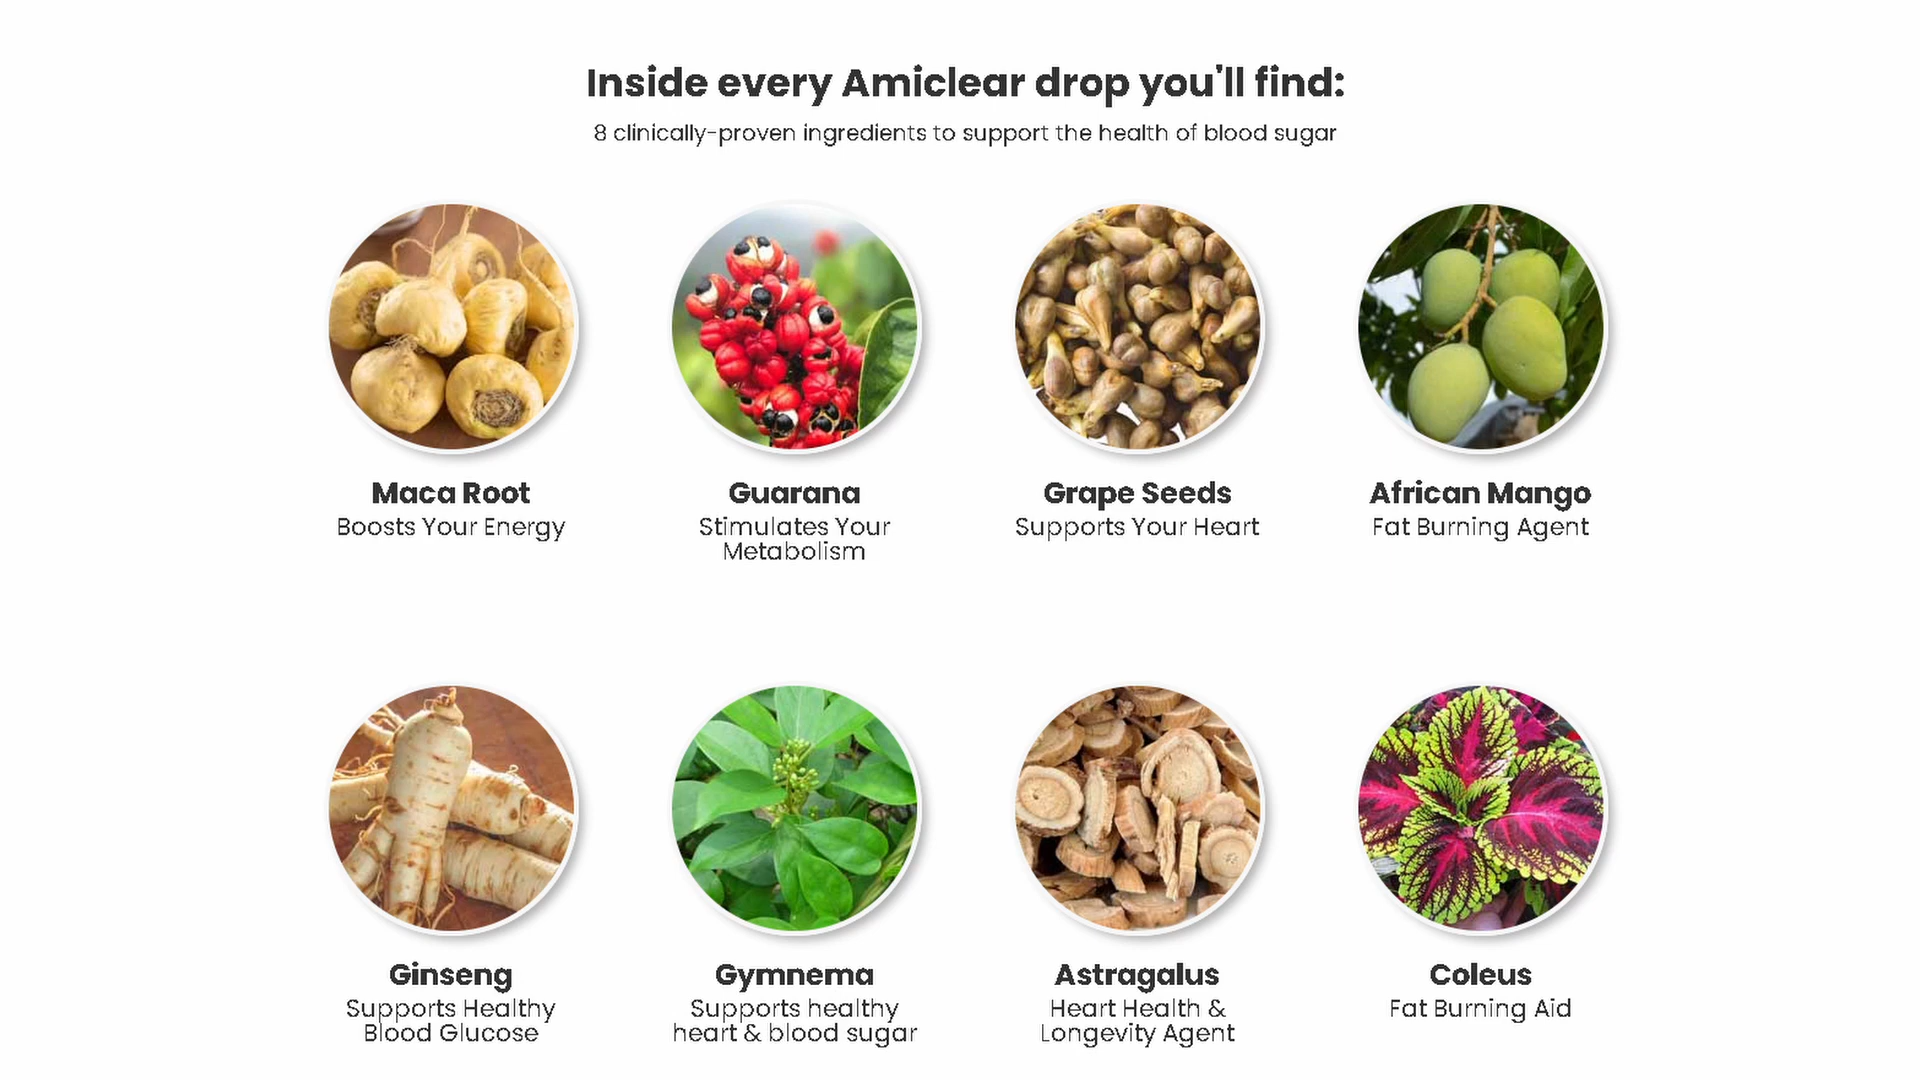 Inside every Amiclear drop you'll find:
8 clinically-proven ingredients to support the health of blood sugar
Maca Root
Boosts Your Energy
Guarana
Stimulates Your
Metabolism
Grape Seeds
Supports Your Heart
African Mango
Fat Burning Agent
Ginseng
Supports Healthy
Blood Glucose
Gymnema
Supports healthy
heart & blood sugar
Astragalus
Heart Health &
Longevity Agent
Coleus
Fat Burning Aid